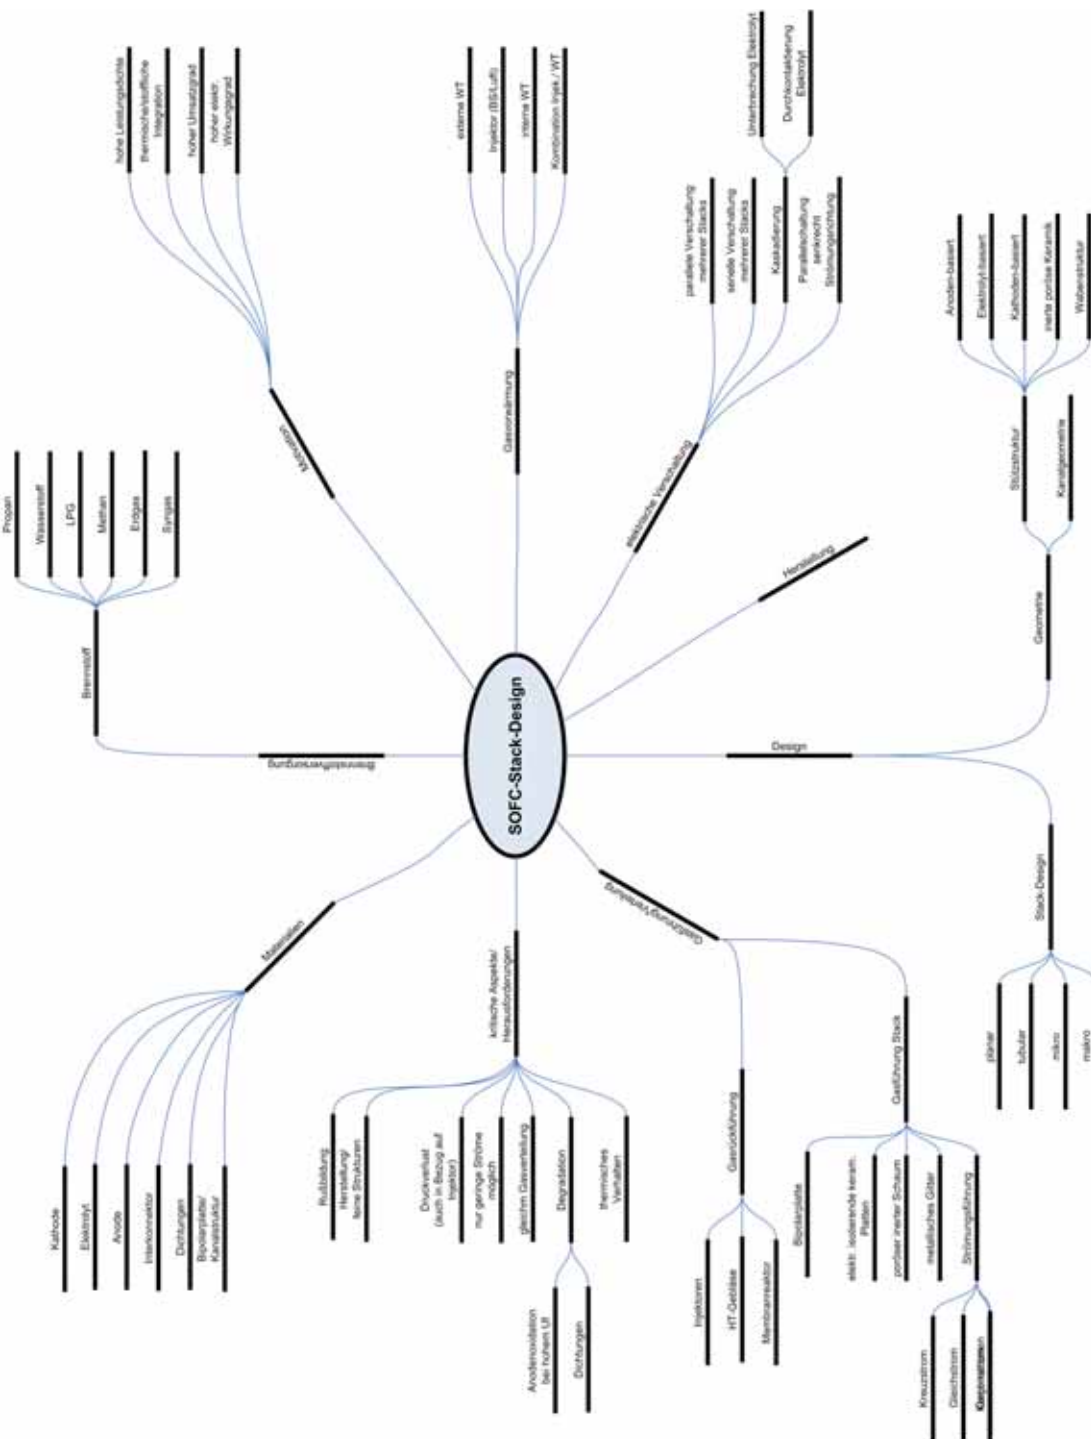 SOFC-Stack-Design
Motivation
hohe Leistungsdichte
thermische/stoffliche
Integration
hoher Umsatzgrad
hoher elektr.
Wirkungsgrad
Gasvorwärmung
externe WT
Injektor (BS/Luft)
interne WT
Kombination Injek./ WT
elektrische Verschaltung
parallele Verschaltung
mehrerer Stacks
serielle Verschaltung
mehrerer Stacks
Kaskadierung
Unterbrechung Elektrolyt
Durchkontaktierung
Elektrolyt
Parallelschaltung
senkrecht
Strömungsrichtung
Herstellung
Design
Geometrie
Stützstruktur
Anoden-basiert
Elektrolyt-basiert
Kathoden-basiert
inerte poröse Keramik
Wabenstruktur
Kanalgeometrie
Stack-Design
planar
tubular
mikro
makro
Gasführung/Verteilung
Gasführung Stack
Bipolarplatte
elektr. isolierende keram.
Platten
poröser inerter Schaum
metallisches Gitter
Strömungsführung
Kreuzstrom
Gleichstrom
Gasrückführung
Injektoren
HT-Gebläse
Membranreaktor
kritische Aspekte/
Herausforderungen
Rußbildung
Herstellung/
feine Strukturen
Druckverlust
(auch in Bezug auf
Injektor)
nur geringe Ströme
möglich
gleichm Gasverteilung
Degradation
Anodenoxidation
bei hohem UI
Dichtungen
thermisches
Verhalten
Materialien
Kathode
Elektrolyt
Anode
Interkonnektor
Dichtungen
Bipolarplatte/
Kanalstruktur
Brennstoffversorgung
Brennstoff
Propan
Wasserstoff
LPG
Methan
Erdgas
Syngas